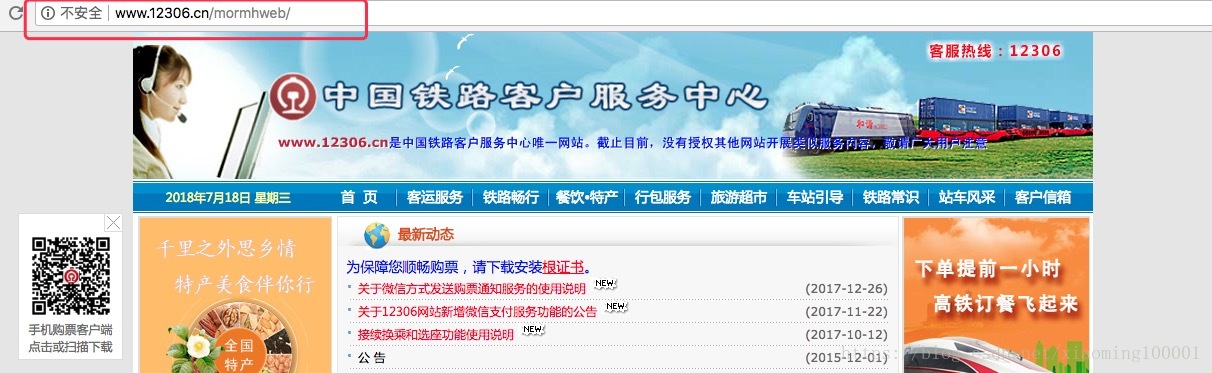 不安全 | www.12306.cn/mormhweb/
客服热线：12306
中国铁路客户服务中心
www.12306.cn是中国铁路客户服务中心唯一网站。截止目前，没有授权其他网站开展类似服务内容，敬请广大用户注意
2018年7月18日 星期三 首 页 客运服务 铁路畅行 餐饮•特产 行包服务 旅游超市 车站引导 铁路常识 站车风采 客户信箱
千里之外思乡情
特产美食伴你行
全国
特产
手机购票客户端
点击或扫描下载
最新动态
为保障您顺畅购票，请下载安装根证书。
关于微信方式发送购票通知服务的使用说明 NEW (2017-12-26)
关于12306网站新增微信支付服务功能的公告 NEW (2017-11-22)
接续换乘和选座功能使用说明 NEW (2017-10-12)
公 告 (2015-12-01)
下单提前一小时
高铁订餐飞起来
和谐